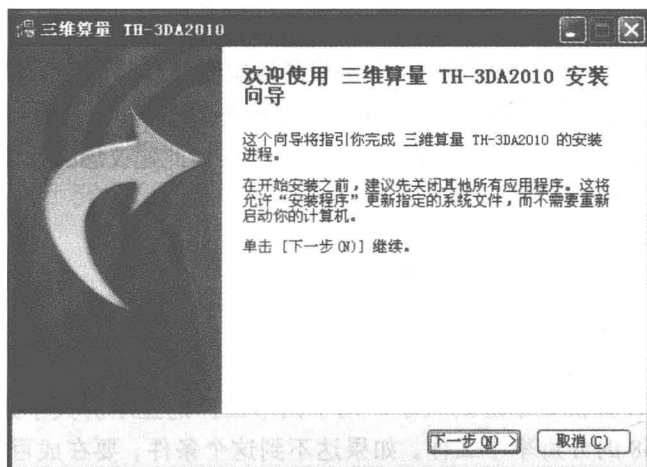 三维算量 TH-3DA2010
欢迎使用 三维算量 TH-3DA2010 安装
向导
这个向导将指引你完成 三维算量 TH-3DA2010 的安装
进程。
在开始安装之前，建议先关闭其他所有应用程序。这将
允许“安装程序”更新指定的系统文件，而不需要重新
启动你的计算机。
单击 [下一步(N)] 继续。
下一步(N) >
取消(C)